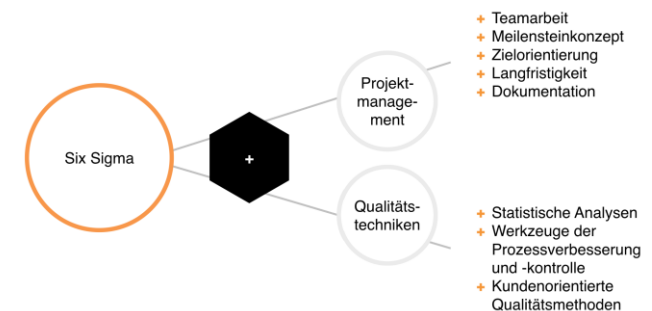 Six Sigma
+
Projekt-
manage-
ment
+ Teamarbeit
+ Meilensteinkonzept
+ Zielorientierung
+ Langfristigkeit
+ Dokumentation
Qualitäts-
techniken
+ Statistische Analysen
+ Werkzeuge der
Prozessverbesserung
und -kontrolle
+ Kundenorientierte
Qualitätsmethoden